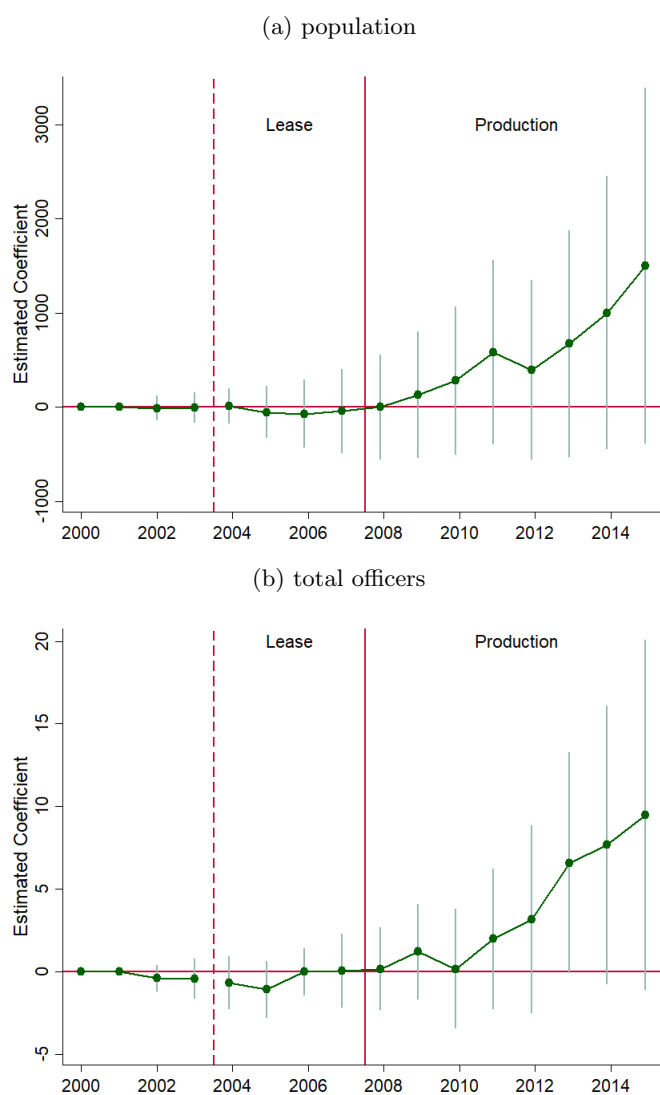 (a) population
3000
2000
1000
0
-1000
Estimated Coefficient
Lease
Production
2000 2002 2004 2006 2008 2010 2012 2014
(b) total officers
20
15
10
5
0
-5
Estimated Coefficient
Lease
Production
2000 2002 2004 2006 2008 2010 2012 2014